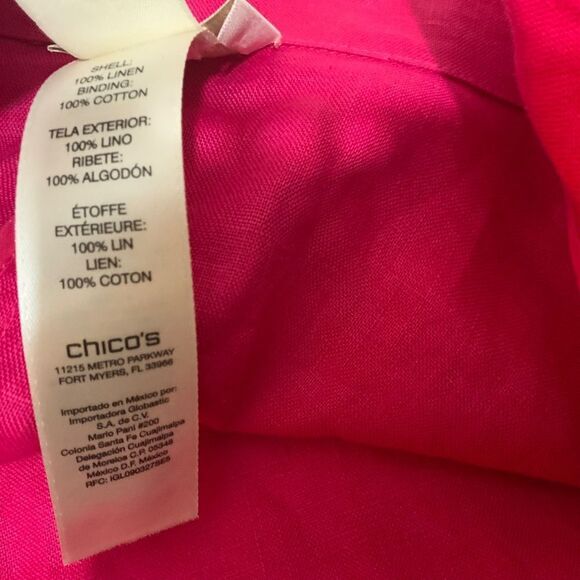 SHELL:
100% LINEN
BINDING:
100% COTTON
TELA EXTERIOR:
100% LINO
RIBETE:
100% ALGODÓN
ÉTOFFE
EXTÉRIEURE:
100% LIN
LIEN:
100% COTON
chico's
11215 METRO PARKWAY
FORT MYERS, FL 33966
Importado en México por:
Importadora Globastic
S.A. de C.V.
Mario Pani #200
Colonia Santa Fe Cuajimalpa
Delegación Cuajimalpa
de Morelos C.P. 05348
México D.F. México
RFC: IGL090327SE5